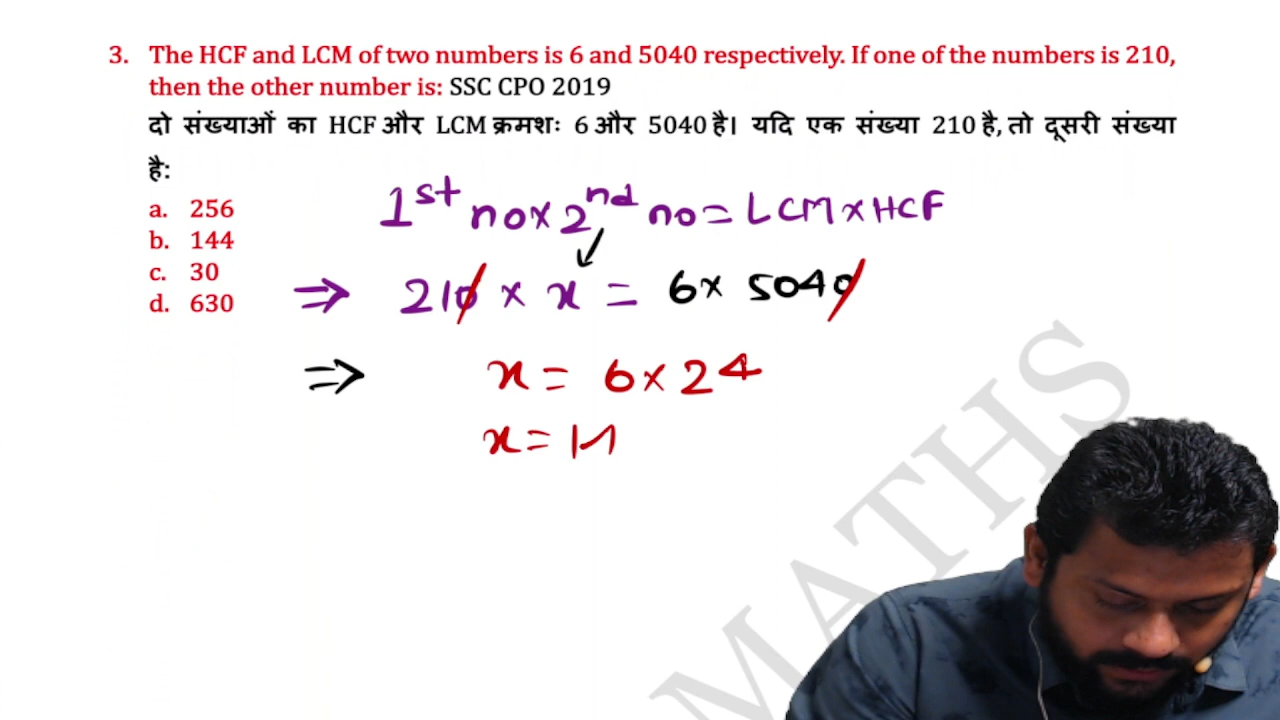 3. The HCF and LCM of two numbers is 6 and 5040 respectively. If one of the numbers is 210,
then the other number is: SSC CPO 2019
दो संख्याओं का HCF और LCM क्रमशः 6 और 5040 है। यदि एक संख्या 210 है, तो दूसरी संख्या
है:
a. 256
b. 144
c. 30
d. 630
1st no x 2nd no = LCM x HCF
⇒ 210 x x = 6 x 5040
⇒ x = 6 x 24
x = 14
MATHS